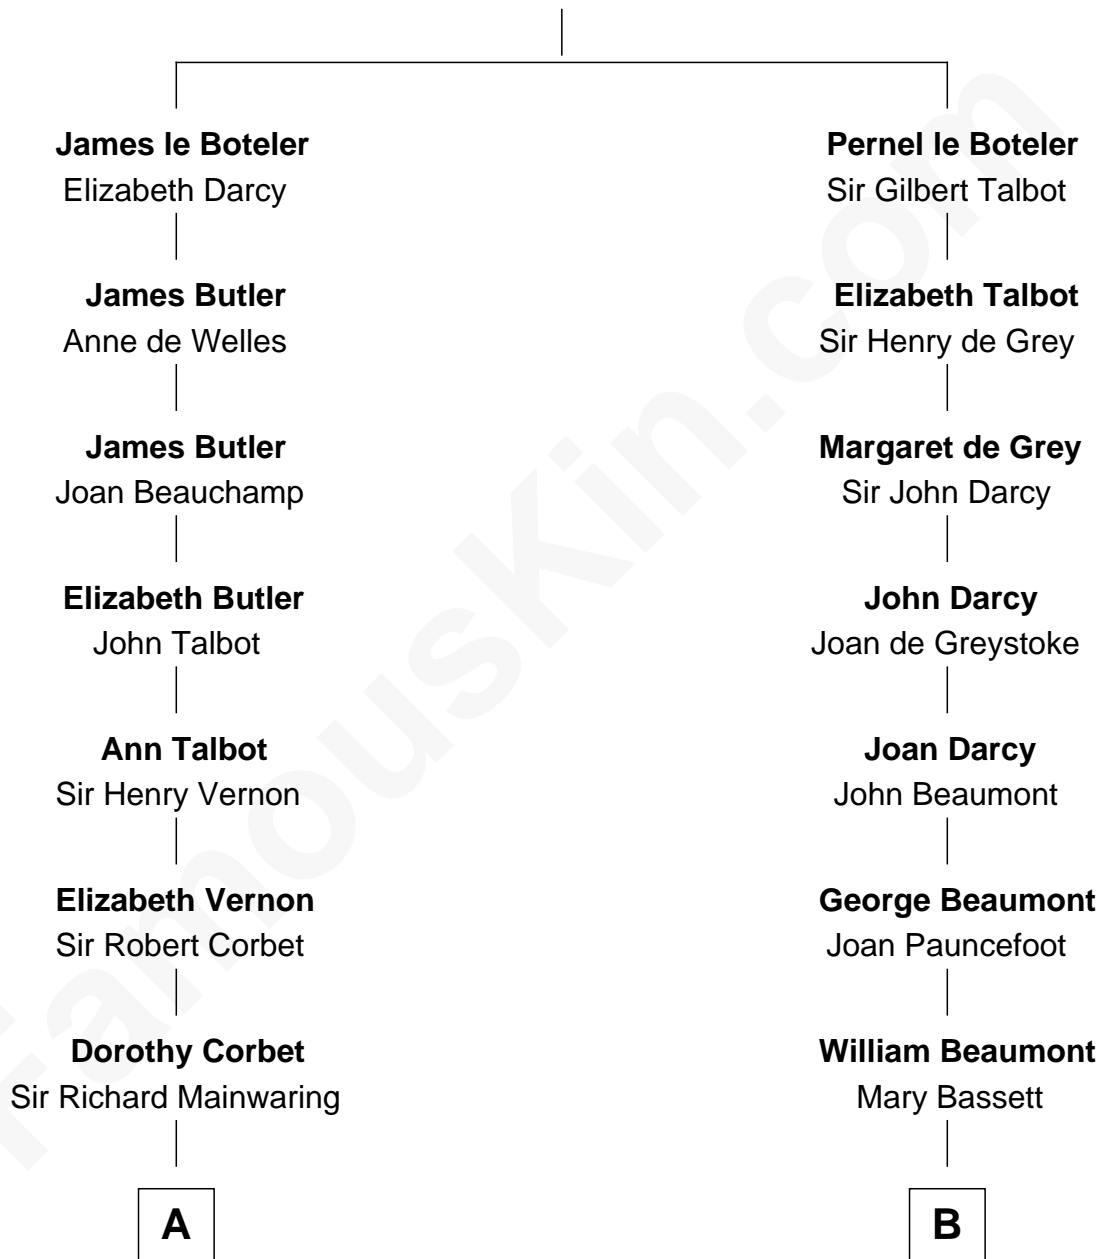 James le Boteler
Elizabeth Darcy
James Butler
Anne de Welles
James Butler
Joan Beauchamp
Elizabeth Butler
John Talbot
Ann Talbot
Sir Henry Vernon
Elizabeth Vernon
Sir Robert Corbet
Dorothy Corbet
Sir Richard Mainwaring
A
Pernel le Boteler
Sir Gilbert Talbot
Elizabeth Talbot
Sir Henry de Grey
Margaret de Grey
Sir John Darcy
John Darcy
Joan de Greystoke
Joan Darcy
John Beaumont
George Beaumont
Joan Pauncefoot
William Beaumont
Mary Bassett
B
FamousKin.com